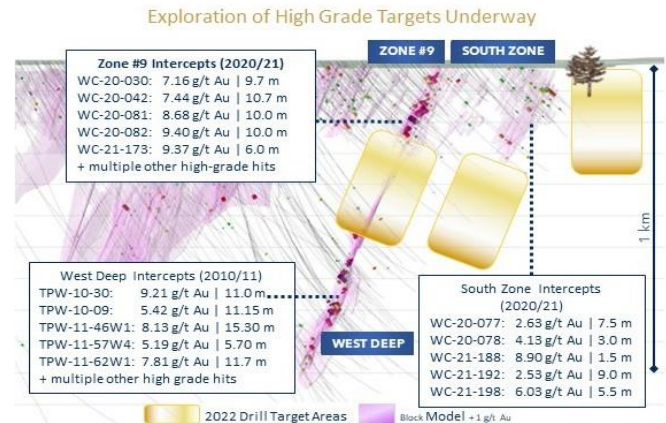 Exploration of High Grade Targets Underway
ZONE #9
SOUTH ZONE
Zone #9 Intercepts (2020/21)
WC-20-030: 7.16 g/t Au | 9.7 m
WC-20-042: 7.44 g/t Au | 10.7 m
WC-20-081: 8.68 g/t Au | 10.0 m
WC-20-082: 9.40 g/t Au | 10.0 m
WC-21-173: 9.37 g/t Au | 6.0 m
+ multiple other high-grade hits
1 km
West Deep Intercepts (2010/11)
TPW-10-30: 9.21 g/t Au | 11.0 m
TPW-10-09: 5.42 g/t Au | 11.15 m
TPW-11-46W1: 8.13 g/t Au | 15.30 m
TPW-11-57W4: 5.19 g/t Au | 5.70 m
TPW-11-62W1: 7.81 g/t Au | 11.7 m
+ multiple other high grade hits
WEST DEEP
South Zone Intercepts
(2020/21)
WC-20-077: 2.63 g/t Au | 7.5 m
WC-20-078: 4.13 g/t Au | 3.0 m
WC-21-188: 8.90 g/t Au | 1.5 m
WC-21-192: 2.53 g/t Au | 9.0 m
WC-21-198: 6.03 g/t Au | 5.5 m
2022 Drill Target Areas
Block Model +1 g/t Au